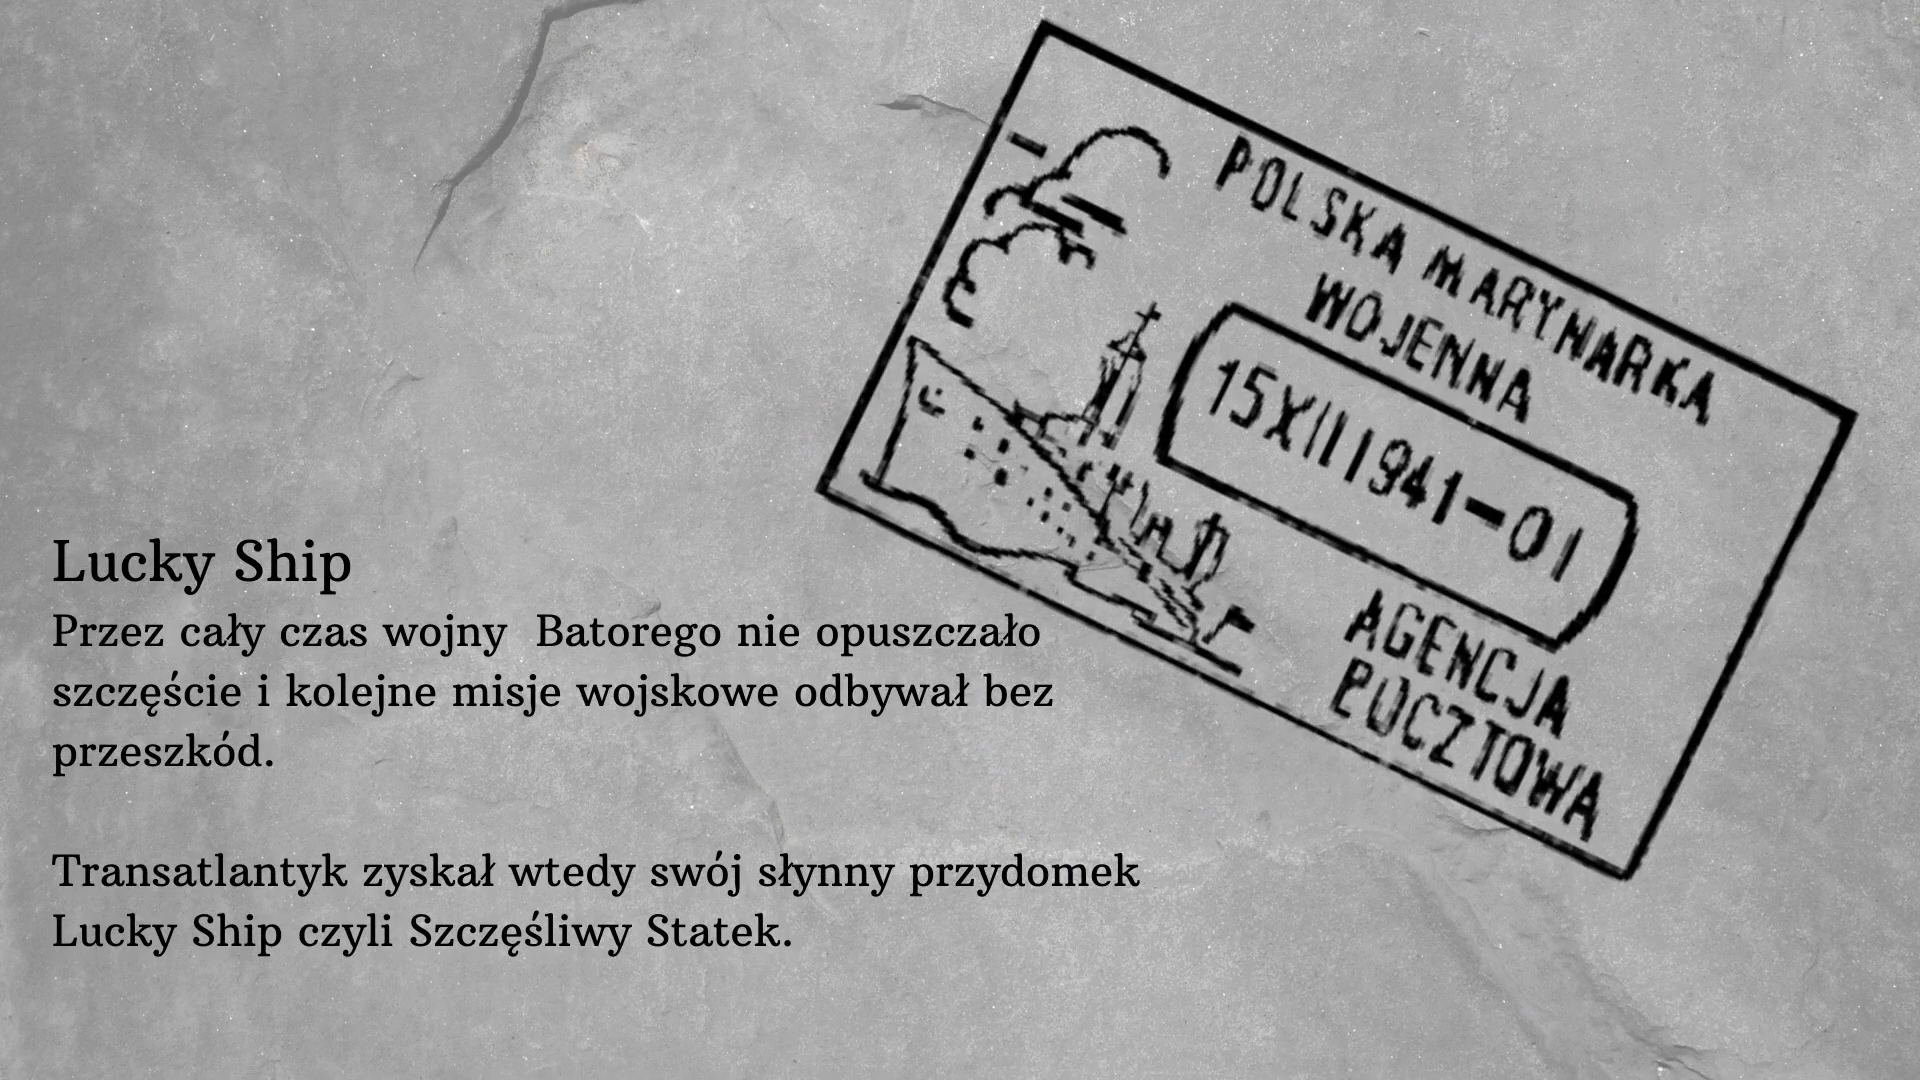 POLSKA MARYNARKA
WOJENNA
15XII1941-01
AGENCJA
POCZTOWA
Lucky Ship
Przez cały czas wojny  Batorego nie opuszczało
szczęście i kolejne misje wojskowe odbywał bez
przeszkód.
Transatlantyk zyskał wtedy swój słynny przydomek
Lucky Ship czyli Szczęśliwy Statek.